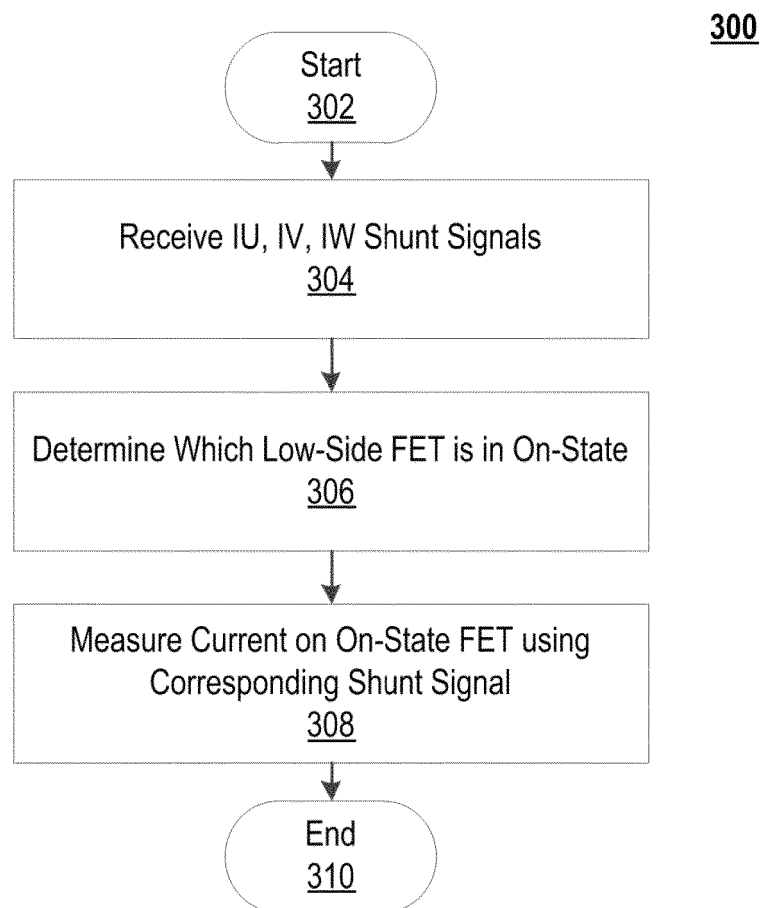 300
Start
302
Receive IU, IV, IW Shunt Signals
304
Determine Which Low-Side FET is in On-State
306
Measure Current on On-State FET using
Corresponding Shunt Signal
308
End
310